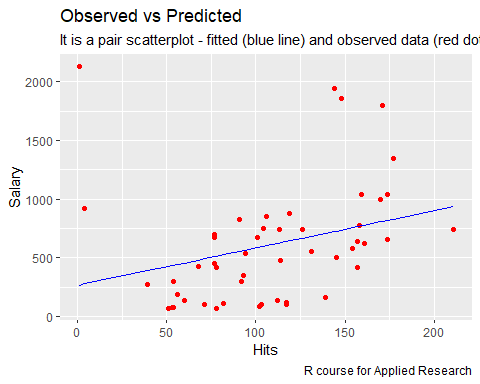 Observed vs Predicted
It is a pair scatterplot - fitted (blue line) and observed data (red dot
2000
1500
1000
500
0
Salary
0
50
100
150
200
Hits
R course for Applied Research